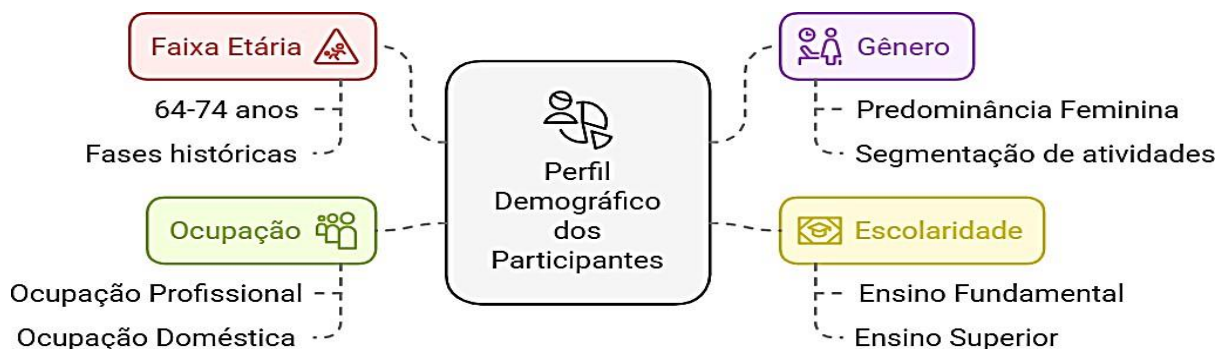 Faixa Etária
64-74 anos
Fases históricas
Ocupação
Ocupação Profissional
Ocupação Doméstica
Perfil
Demográfico
dos
Participantes
Gênero
Predominância Feminina
Segmentação de atividades
Escolaridade
Ensino Fundamental
Ensino Superior